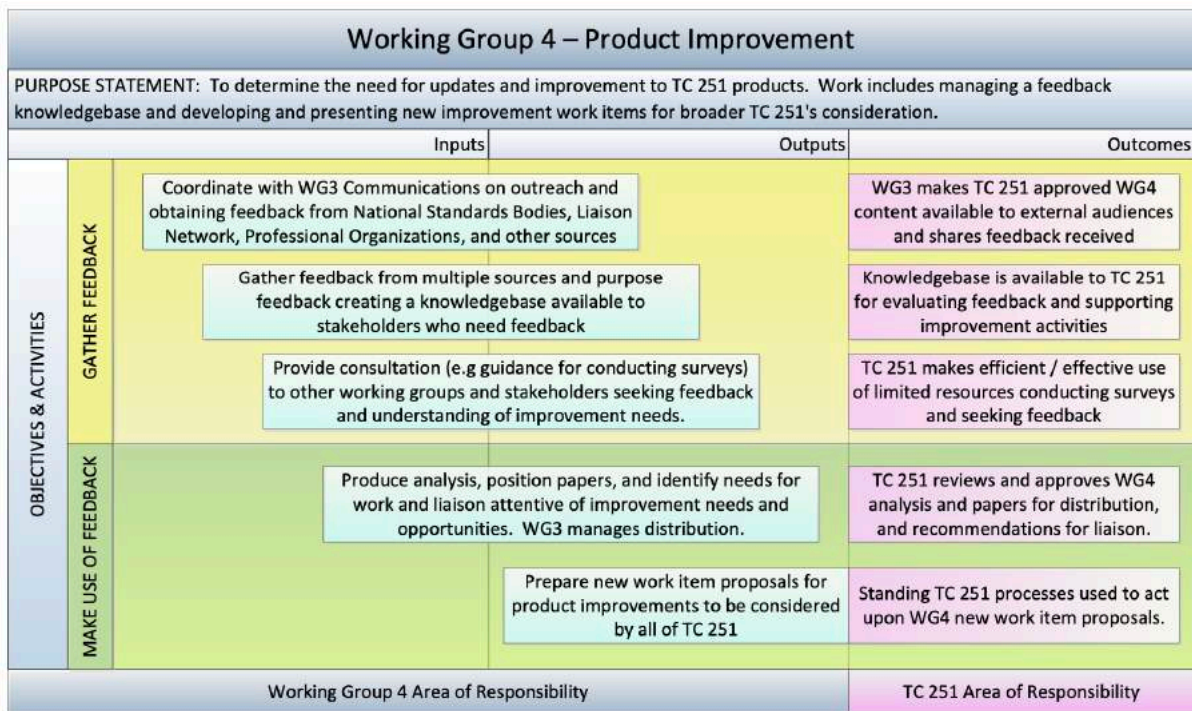 Working Group 4 – Product Improvement
PURPOSE STATEMENT:  To determine the need for updates and improvement to TC 251 products.  Work includes managing a feedback
knowledgebase and developing and presenting new improvement work items for broader TC 251's consideration.
Inputs
Outputs
Outcomes
OBJECTIVES & ACTIVITIES
GATHER FEEDBACK
Coordinate with WG3 Communications on outreach and
obtaining feedback from National Standards Bodies, Liaison
Network, Professional Organizations, and other sources
WG3 makes TC 251 approved WG4
content available to external audiences
and shares feedback received
Gather feedback from multiple sources and purpose
feedback creating a knowledgebase available to
stakeholders who need feedback
Knowledgebase is available to TC 251
for evaluating feedback and supporting
improvement activities
Provide consultation (e.g guidance for conducting surveys)
to other working groups and stakeholders seeking feedback
and understanding of improvement needs.
TC 251 makes efficient / effective use
of limited resources conducting surveys
and seeking feedback
MAKE USE OF FEEDBACK
Produce analysis, position papers, and identify needs for
work and liaison attentive of improvement needs and
opportunities.  WG3 manages distribution.
TC 251 reviews and approves WG4
analysis and papers for distribution,
and recommendations for liaison.
Prepare new work item proposals for
product improvements to be considered
by all of TC 251
Standing TC 251 processes used to act
upon WG4 new work item proposals.
Working Group 4 Area of Responsibility
TC 251 Area of Responsibility